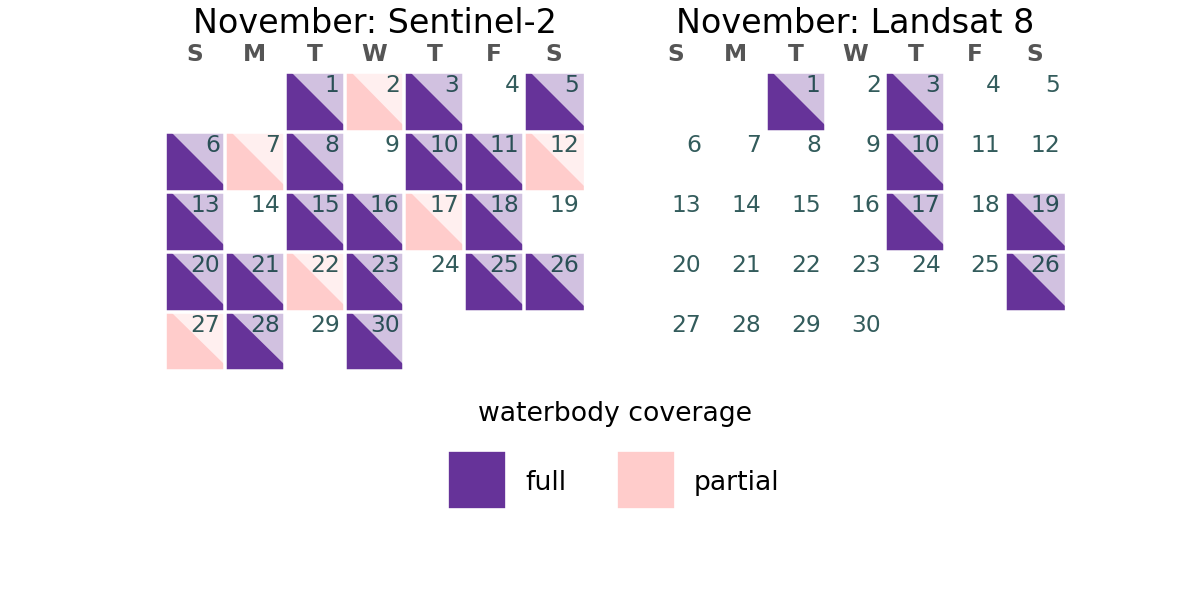 November: Sentinel-2
S M T W T F S
1 2 3 4 5
6 7 8 9 10 11 12
13 14 15 16 17 18 19
20 21 22 23 24 25 26
27 28 29 30
November: Landsat 8
S M T W T F S
1 2 3 4 5
6 7 8 9 10 11 12
13 14 15 16 17 18 19
20 21 22 23 24 25 26
27 28 29 30
waterbody coverage
full partial